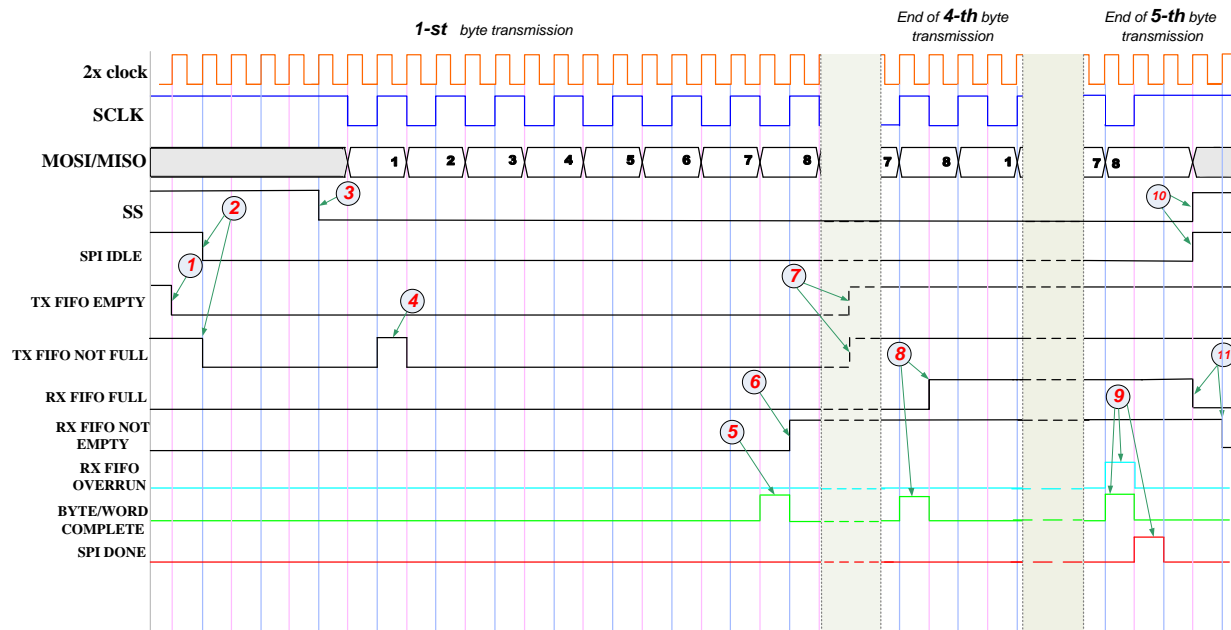 1-st byte transmission
End of 4-th byte
transmission
End of 5-th byte
transmission
2x clock
SCLK
MOSI/MISO
1 2 3 4 5 6 7 8 7 8 1 7 8
SS
3
10
2
SPI IDLE
1
7
TX FIFO EMPTY
4
TX FIFO NOT FULL
8
11
RX FIFO FULL
6
9
RX FIFO NOT
EMPTY
5
RX FIFO
OVERRUN
BYTE/WORD
COMPLETE
SPI DONE